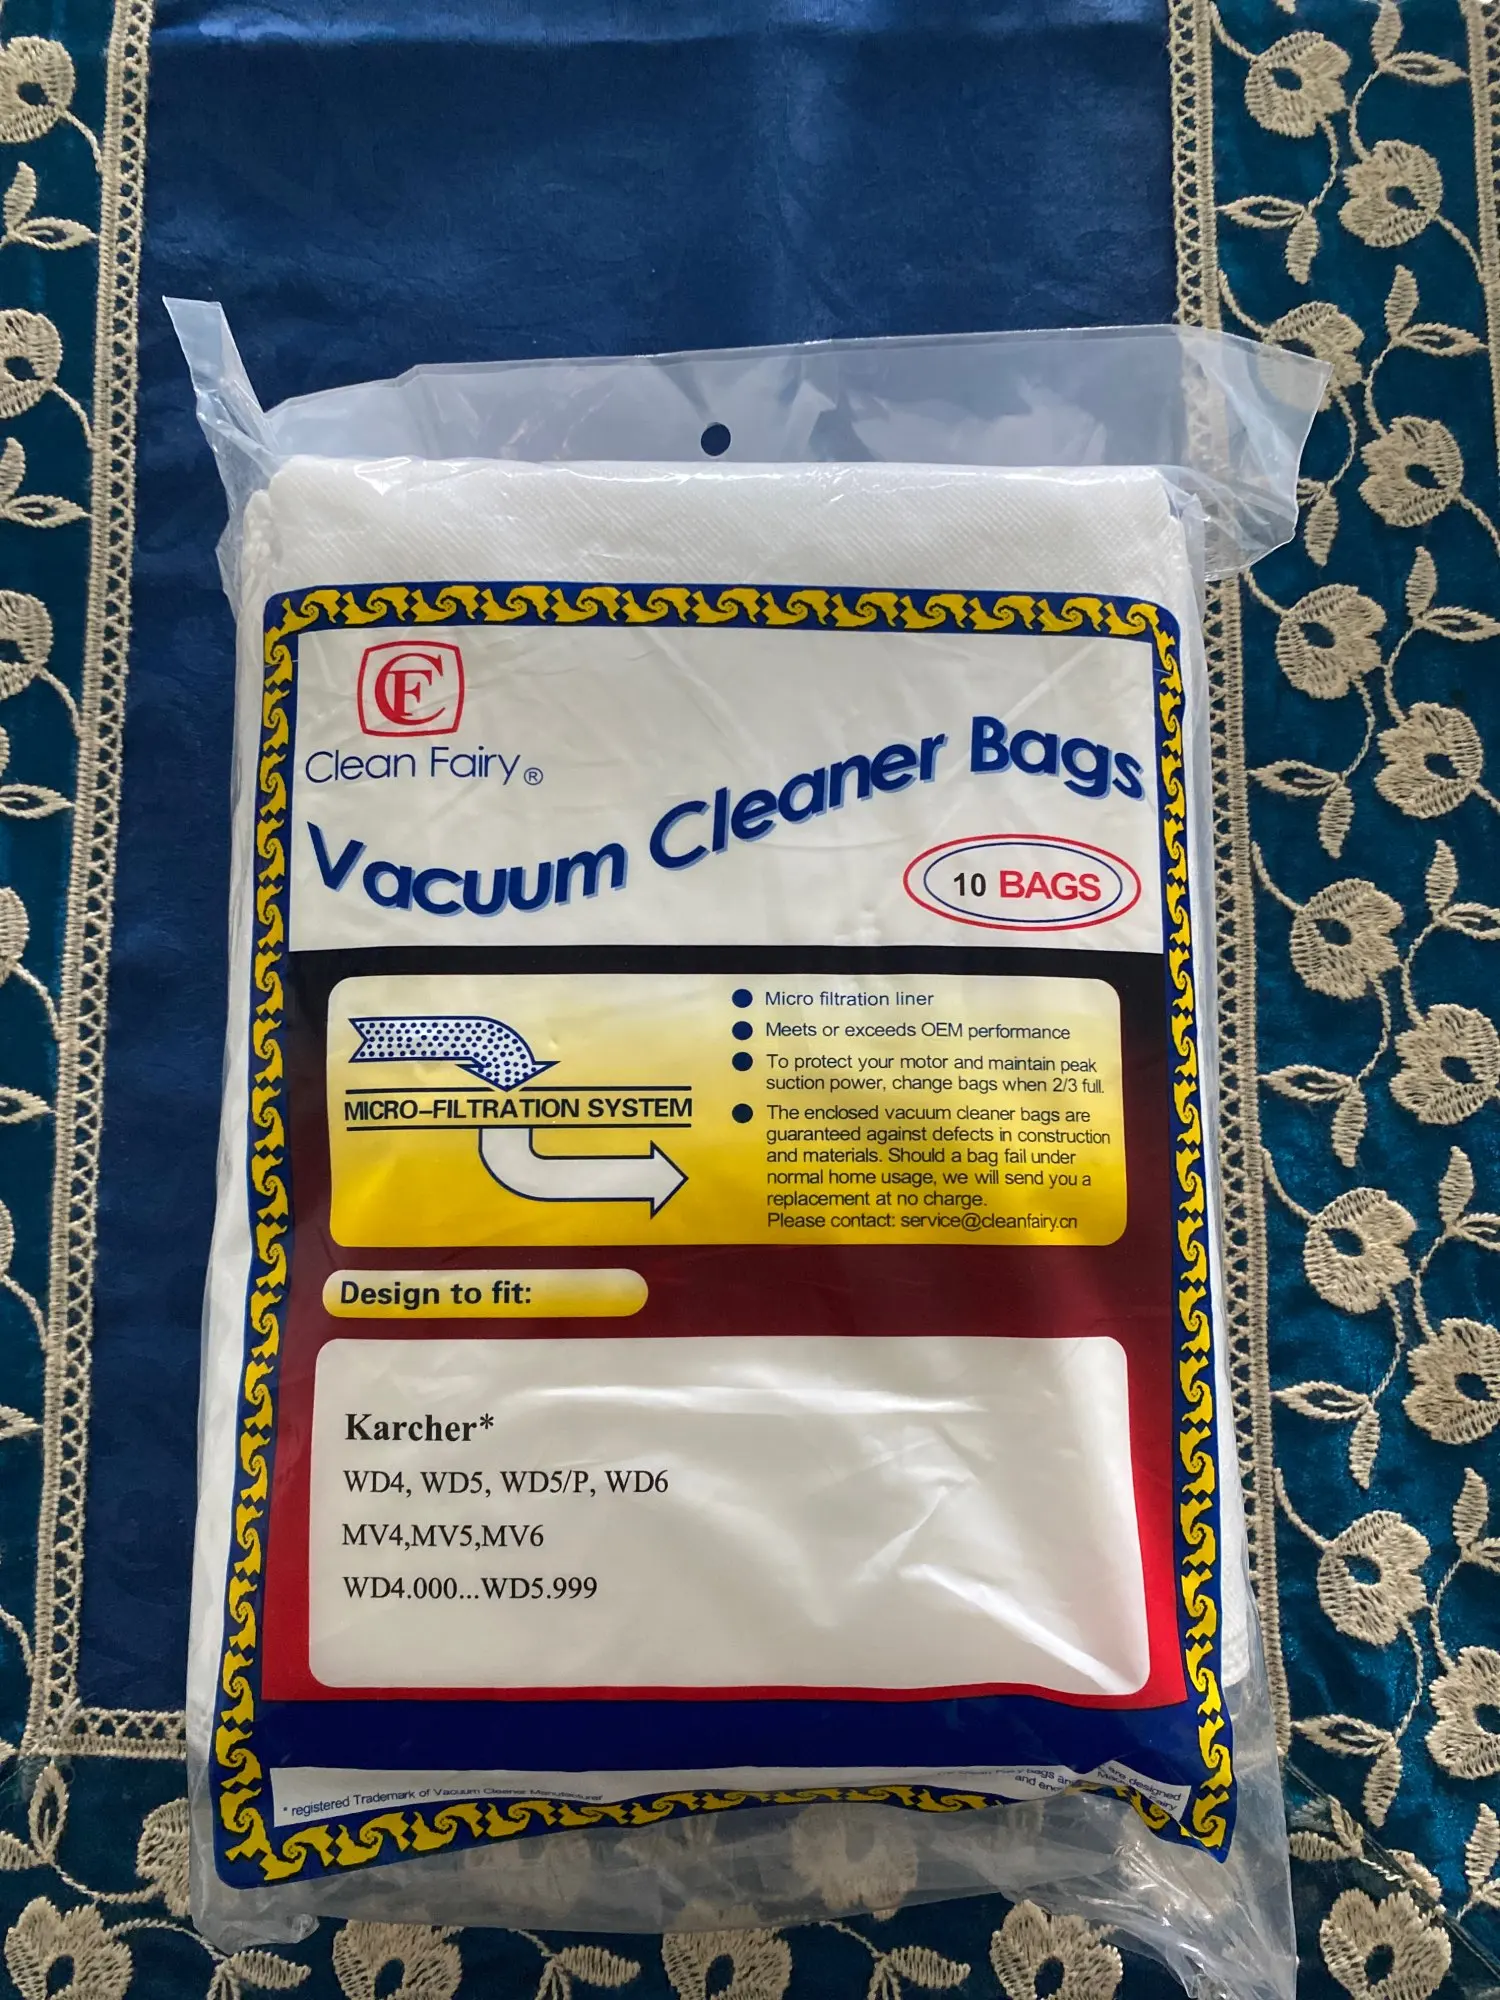 CF
Clean Fairy®
Vacuum Cleaner Bags
10 BAGS
MICRO-FILTRATION SYSTEM
Micro filtration liner
Meets or exceeds OEM performance
To protect your motor and maintain peak
suction power, change bags when 2/3 full.
The enclosed vacuum cleaner bags are
guaranteed against defects in construction
and materials. Should a bag fail under
normal home usage, we will send you a
replacement at no charge.
Please contact: service@cleanfairy.cn
Design to fit:
Karcher*
WD4, WD5, WD5/P, WD6
MV4,MV5,MV6
WD4.000...WD5.999
* registered Trademark of Vacuum Cleaner Manufacturer
bags are designed
and